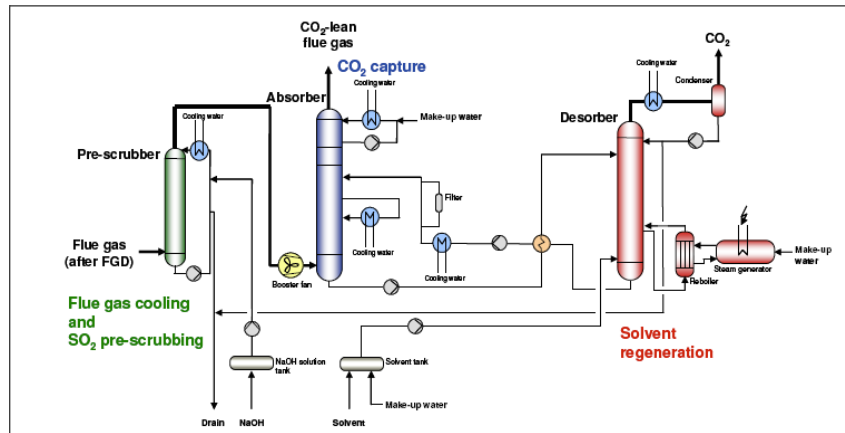 CO2-lean
flue gas
CO2 capture
Cooling water
Absorber
Make-up water
Cooling water
Pre-scrubber
Flue gas
(after FGD)
Cooling water
Booster fan
Filter
Cooling water
CO2
Cooling water
Condenser
Desorber
Reboiler
Steam generator
Make-up
water
Flue gas cooling
and
SO2 pre-scrubbing
Solvent
regeneration
NaOH solution
tank
Solvent tank
Make-up water
Drain
NaOH
Solvent